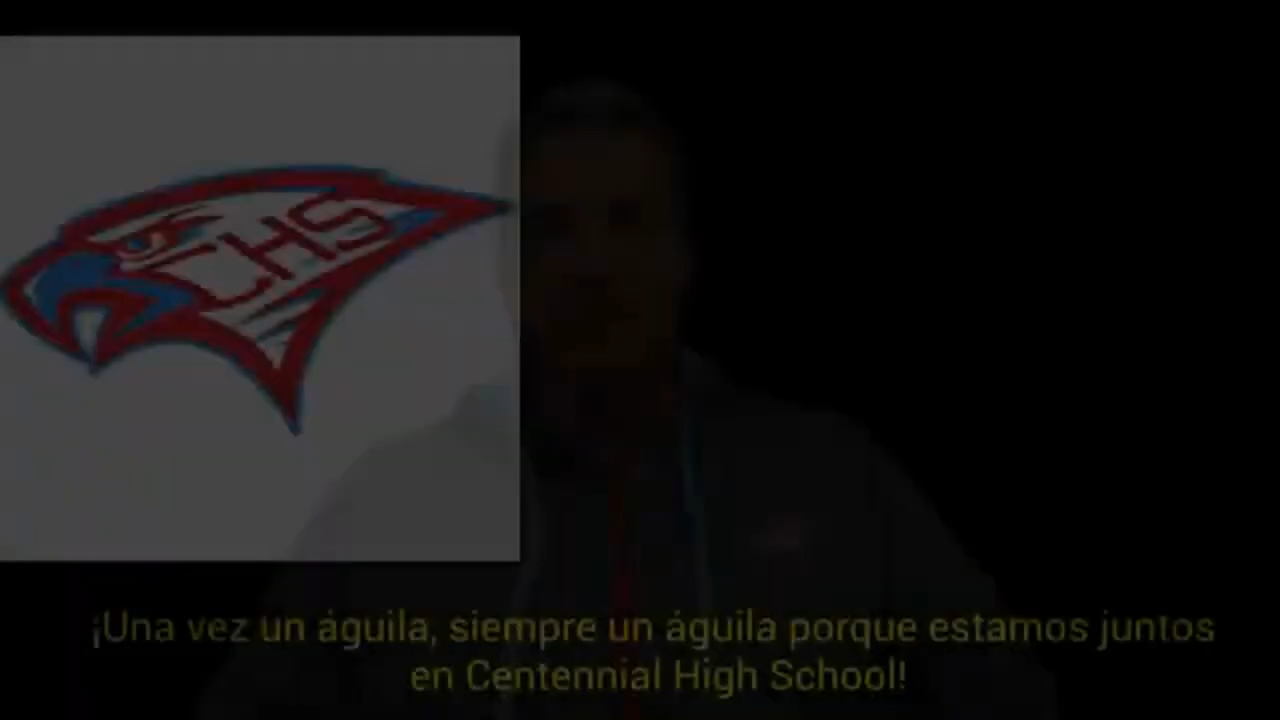 CHS
¡Una vez un águila, siempre un águila porque estamos juntos
en Centennial High School!